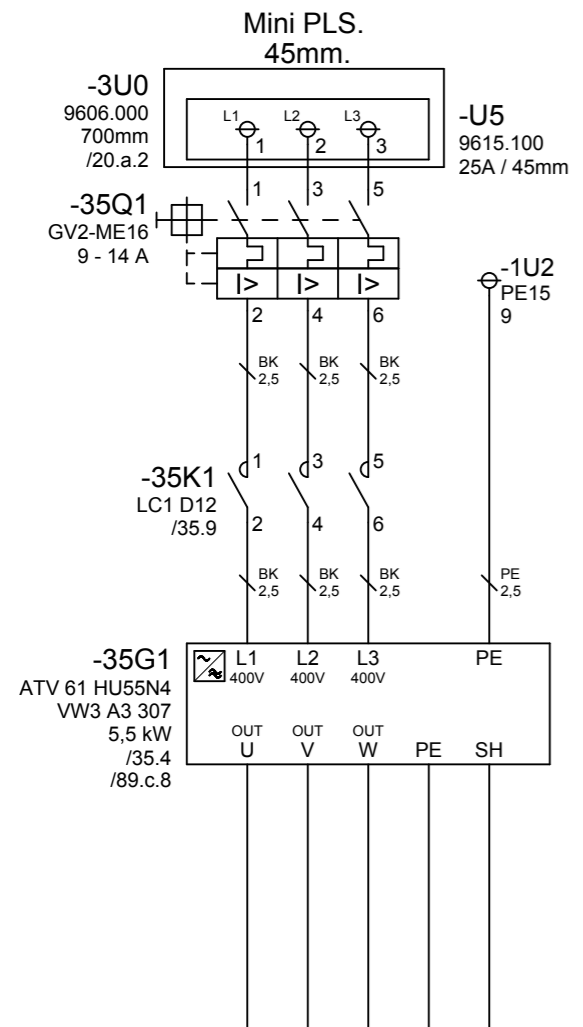 Mini PLS.
45mm.
-3U0
9606.000
700mm
/20.a.2
L1 L2 L3
1 2 3
-U5
9615.100
25A / 45mm
-35Q1
GV2-ME16
9 - 14 A
1 3 5
I> I> I>
2 4 6
-1U2
PE15
9
BK BK BK
2,5 2,5 2,5
-35K1
LC1 D12
/35.9
1 3 5
2 4 6
BK BK BK PE
2,5 2,5 2,5 2,5
-35G1
ATV 61 HU55N4
VW3 A3 307
5,5 kW
/35.4
/89.c.8
L1 L2 L3 PE
400V 400V 400V
OUT OUT OUT
U V W PE SH